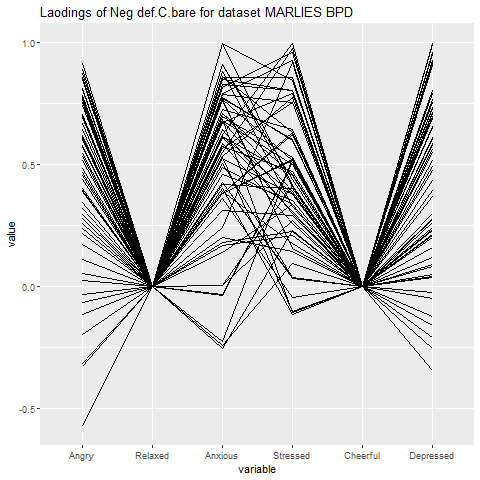 Laodings of Neg def.C.bare for dataset MARLIES BPD
1.0
0.5
0.0
-0.5
value
Angry Relaxed Anxious Stressed Cheerful Depressed
variable